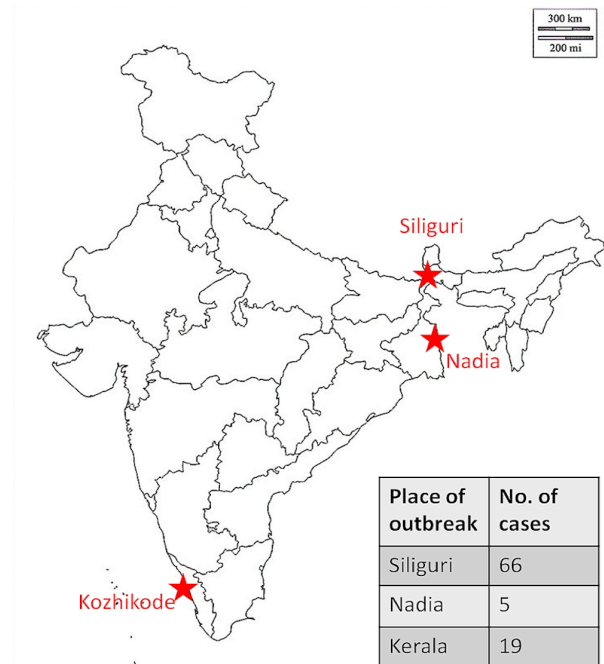 300 km
200 mi
Siliguri
Nadia
Kozhikode
Place of outbreak No. of cases
Siliguri 66
Nadia 5
Kerala 19